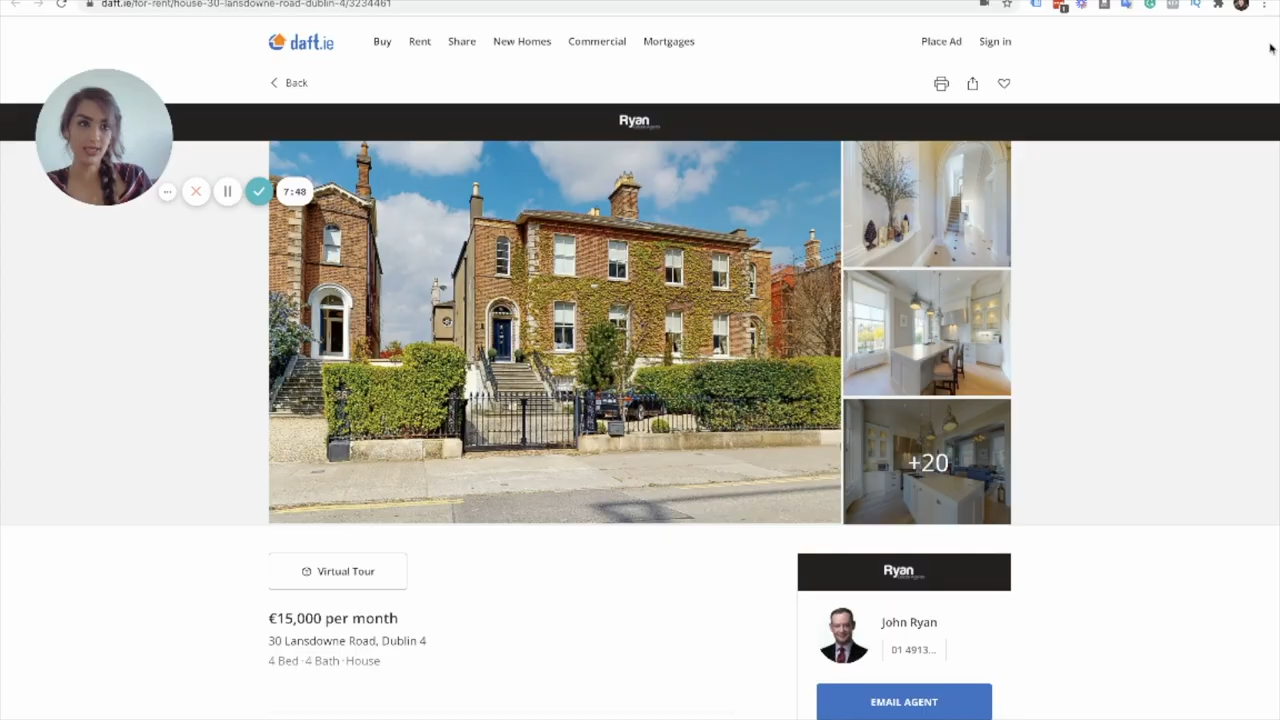 daft.ie/for-rent/house-30-lansdowne-road-dublin-4/3234461
daft.ie
Buy Rent Share New Homes Commercial Mortgages
Place Ad Sign in
Back
Ryan
7:48
+20
Virtual Tour
€15,000 per month
30 Lansdowne Road, Dublin 4
4 Bed · 4 Bath · House
Ryan
John Ryan
01 4913...
EMAIL AGENT